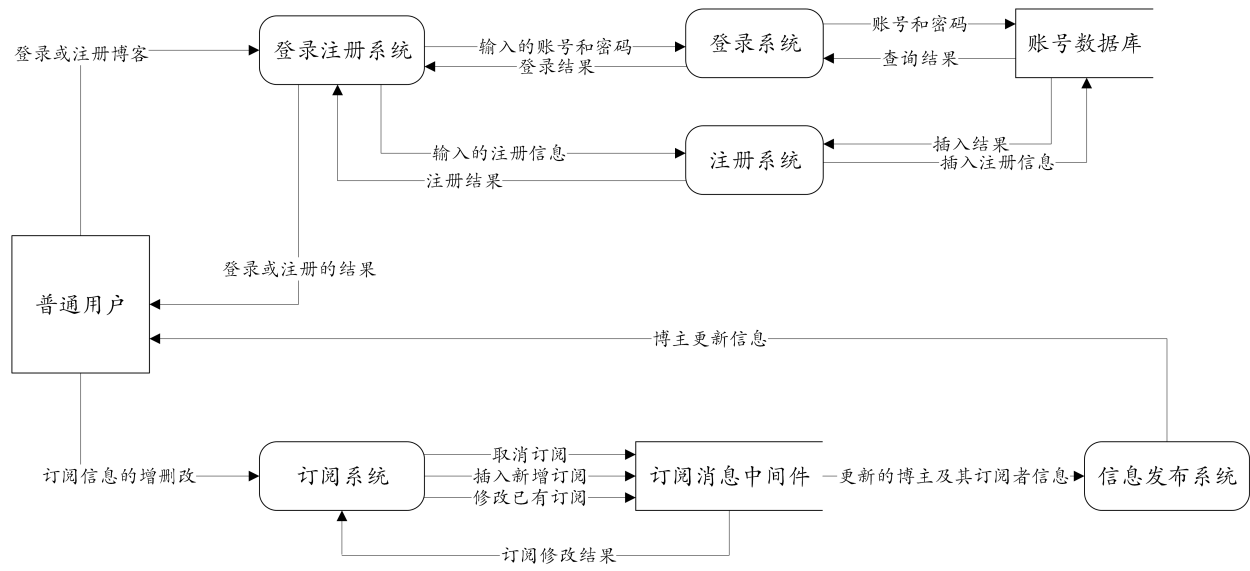 登录或注册博客
登录注册系统
输入的账号和密码
登录结果
登录系统
账号和密码
查询结果
账号数据库
输入的注册信息
注册结果
注册系统
插入结果
插入注册信息
登录或注册的结果
普通用户
博主更新信息
订阅信息的增删改
订阅系统
取消订阅
插入新增订阅
修改已有订阅
订阅消息中间件
更新的博主及其订阅者信息
信息发布系统
订阅修改结果